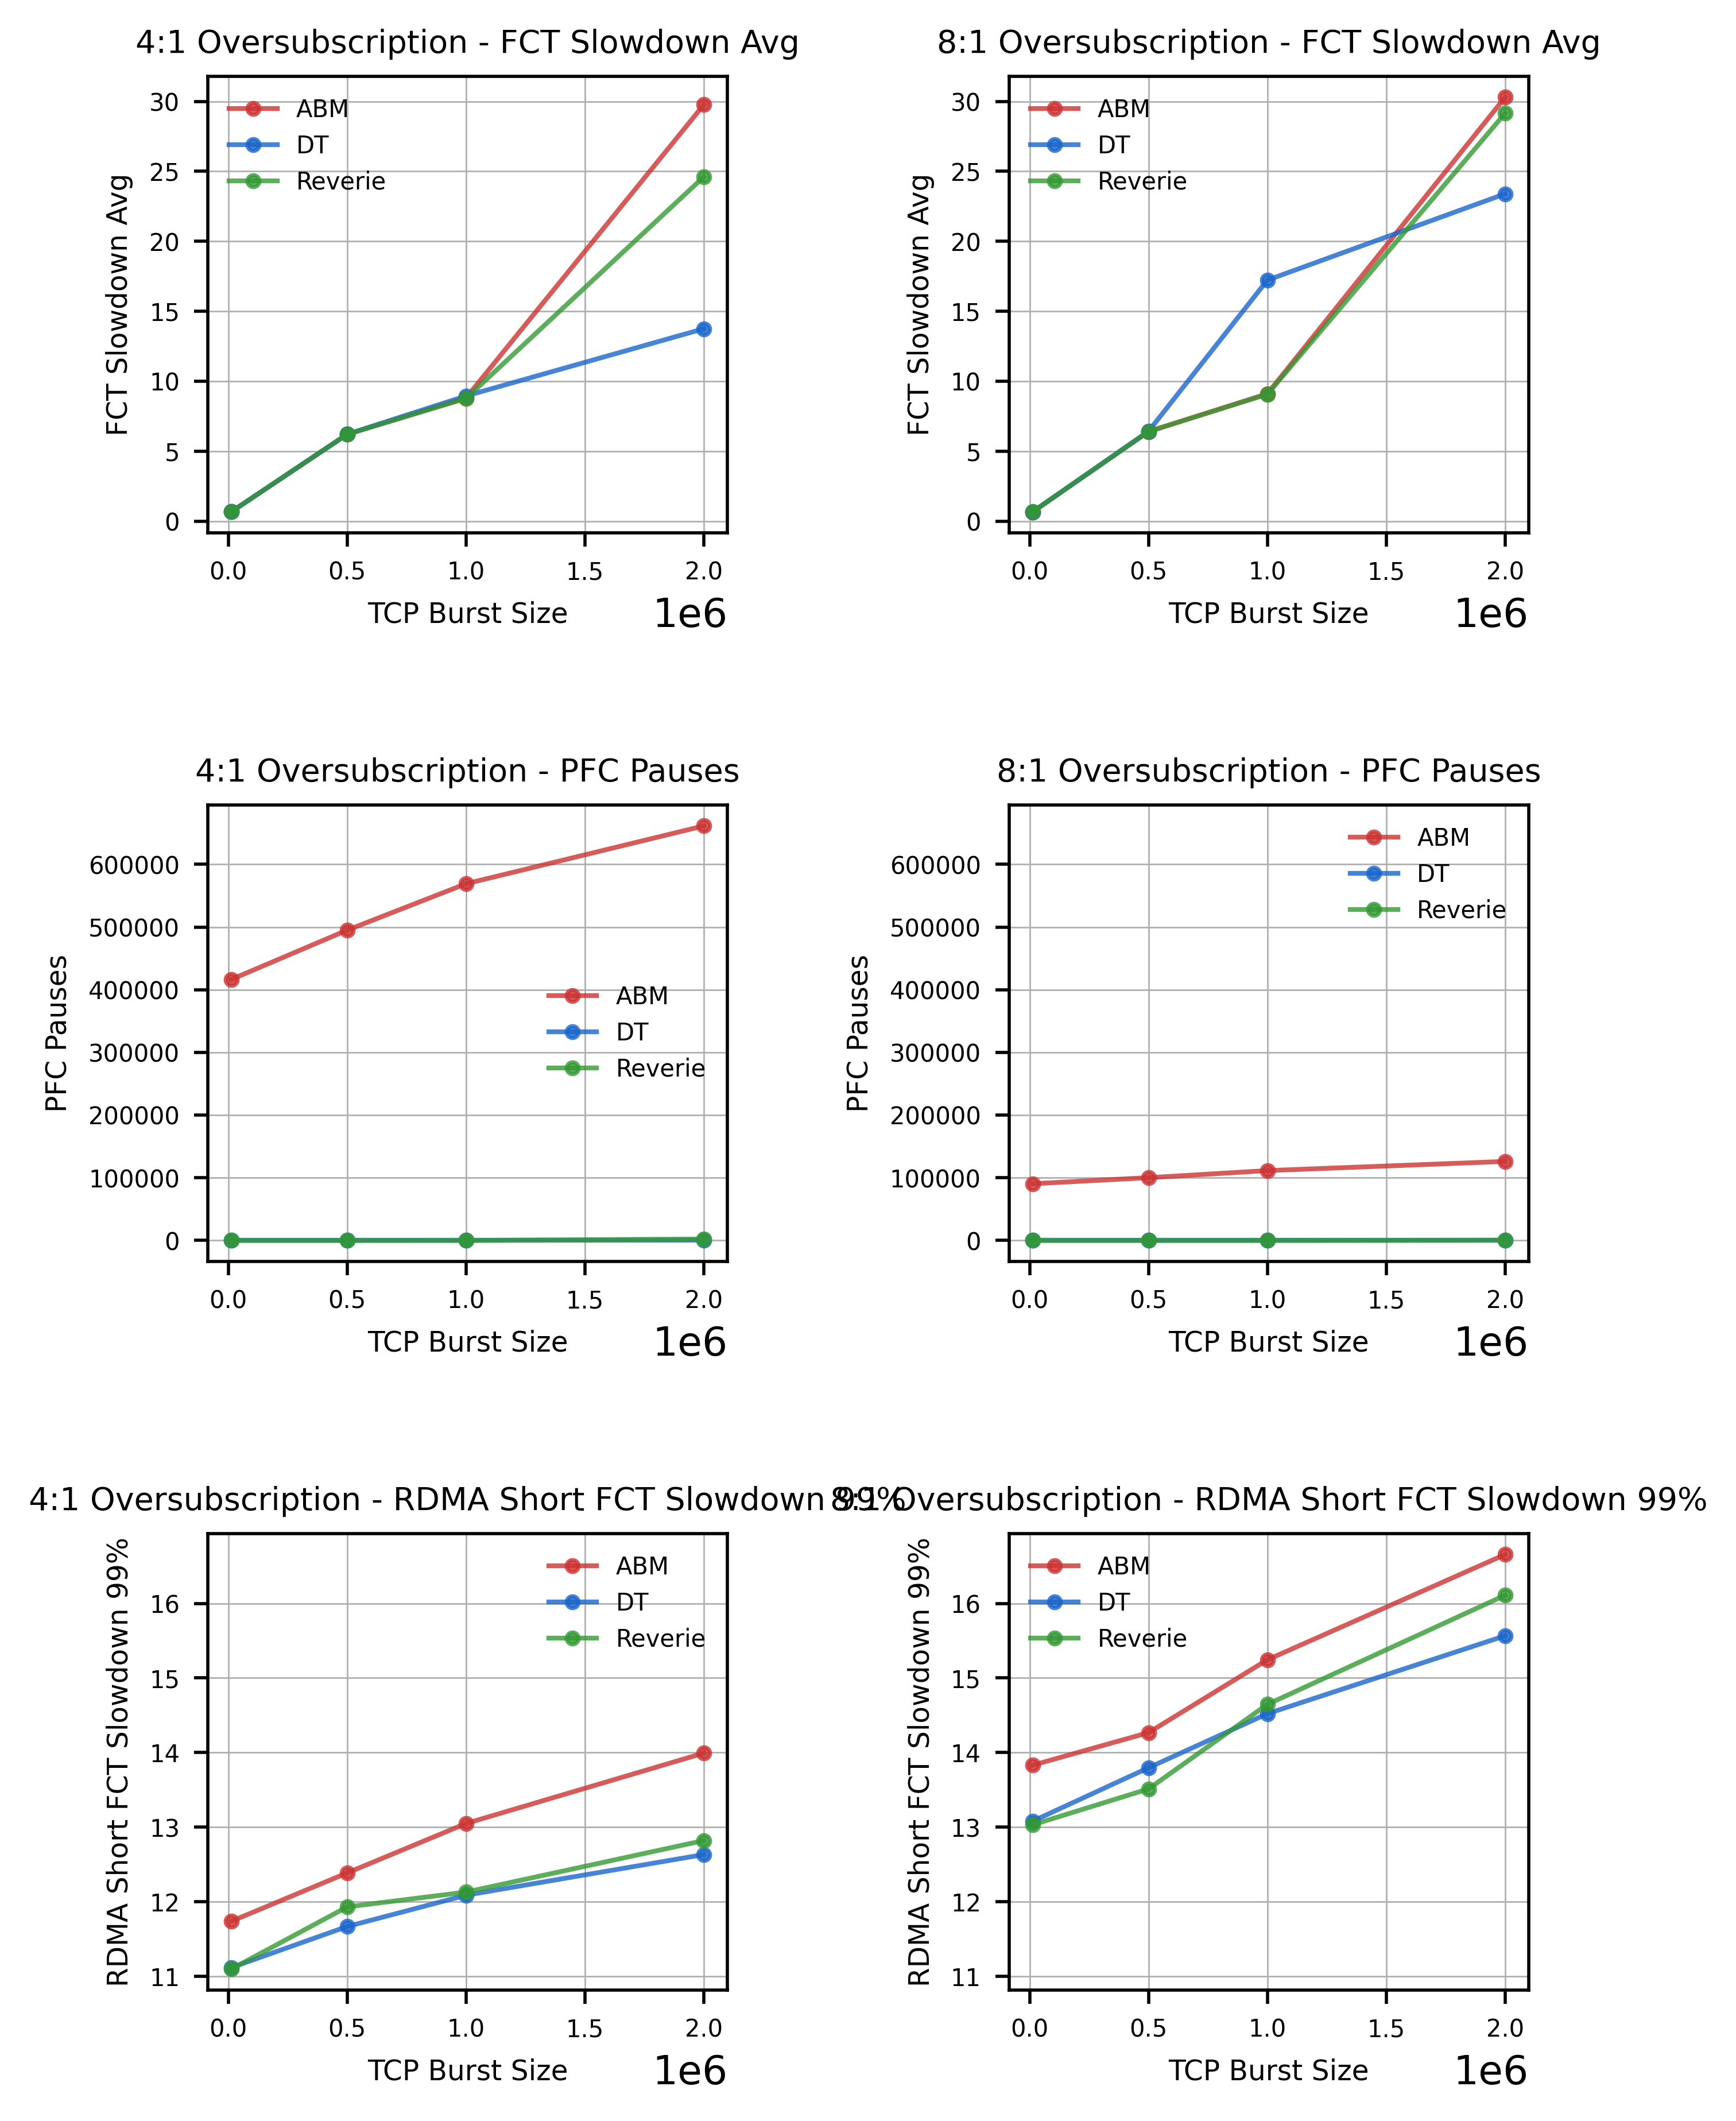 4:1 Oversubscription - FCT Slowdown Avg
FCT Slowdown Avg
30
25
20
15
10
5
0
ABM
DT
Reverie
0.0 0.5 1.0 1.5 2.0
TCP Burst Size 1e6
8:1 Oversubscription - FCT Slowdown Avg
FCT Slowdown Avg
30
25
20
15
10
5
0
ABM
DT
Reverie
0.0 0.5 1.0 1.5 2.0
TCP Burst Size 1e6
4:1 Oversubscription - PFC Pauses
PFC Pauses
600000
500000
400000
300000
200000
100000
0
ABM
DT
Reverie
0.0 0.5 1.0 1.5 2.0
TCP Burst Size 1e6
8:1 Oversubscription - PFC Pauses
PFC Pauses
600000
500000
400000
300000
200000
100000
0
ABM
DT
Reverie
0.0 0.5 1.0 1.5 2.0
TCP Burst Size 1e6
4:1 Oversubscription - RDMA Short FCT Slowdown 99%
RDMA Short FCT Slowdown 99%
16
15
14
13
12
11
ABM
DT
Reverie
0.0 0.5 1.0 1.5 2.0
TCP Burst Size 1e6
8:1 Oversubscription - RDMA Short FCT Slowdown 99%
RDMA Short FCT Slowdown 99%
16
15
14
13
12
11
ABM
DT
Reverie
0.0 0.5 1.0 1.5 2.0
TCP Burst Size 1e6